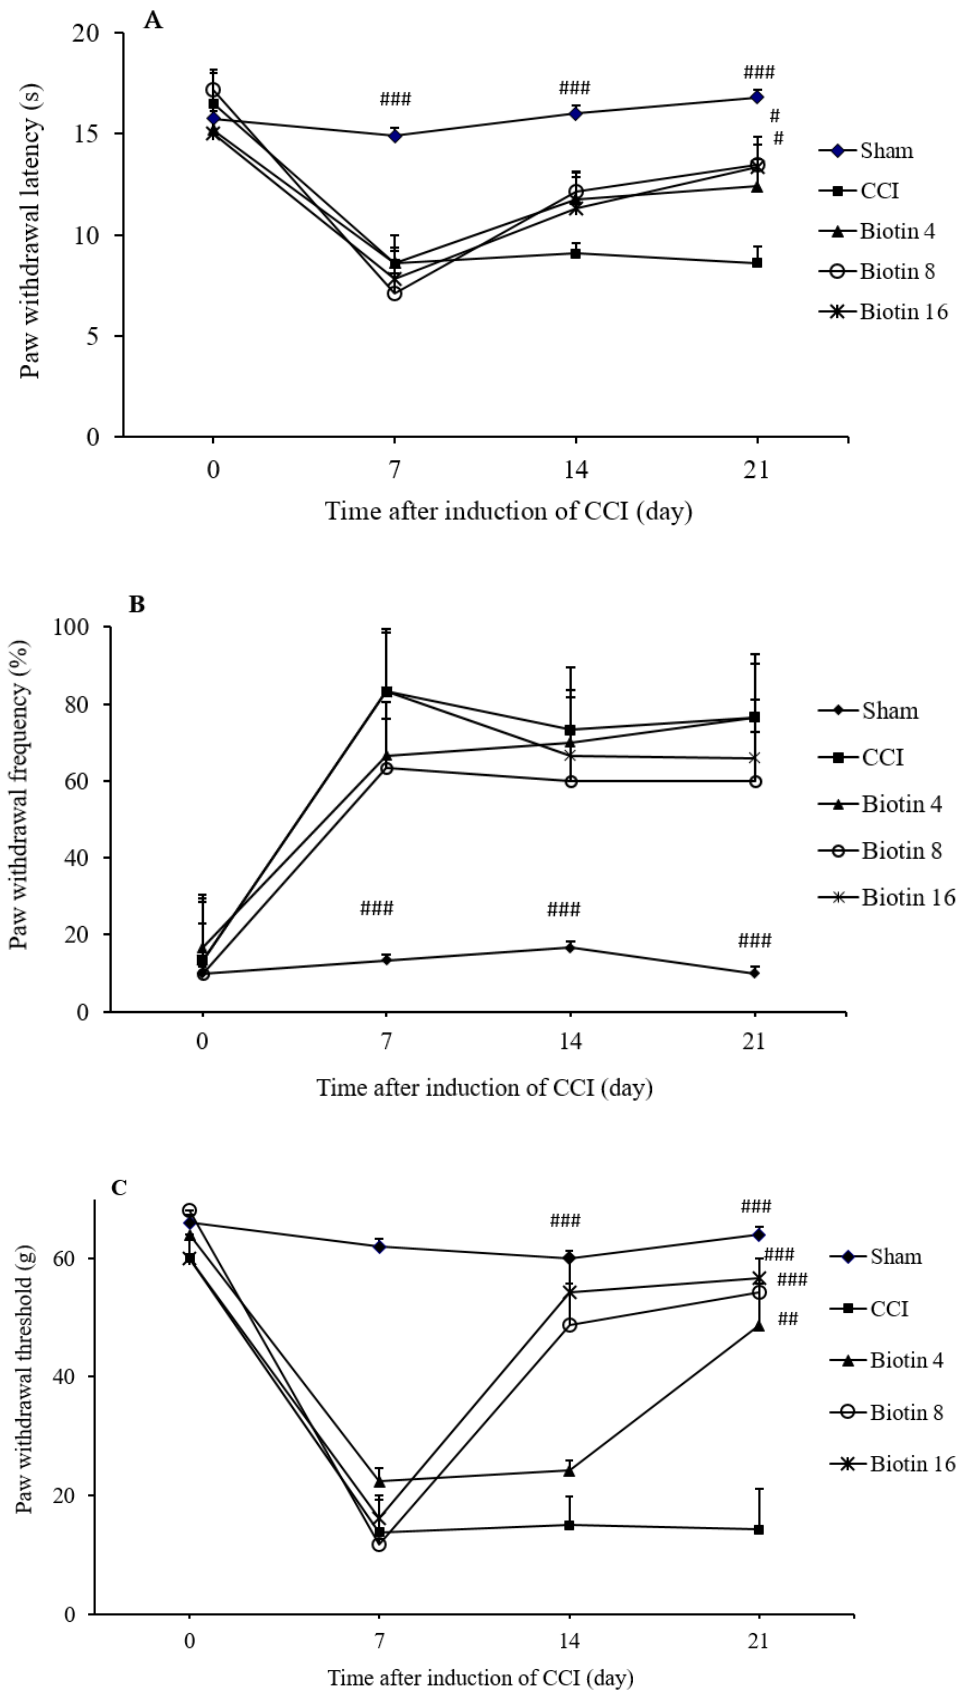 A
20
15
10
5
0
Paw withdrawal latency (s)
###
###
###
#
#
Sham
CCI
Biotin 4
Biotin 8
Biotin 16
0 7 14 21
Time after induction of CCI (day)
B
100
80
60
40
20
0
Paw withdrawal frequency (%)
###
###
###
Sham
CCI
Biotin 4
Biotin 8
Biotin 16
0 7 14 21
Time after induction of CCI (day)
C
60
40
20
0
Paw withdrawal threshold (g)
###
###
###
###
##
Sham
CCI
Biotin 4
Biotin 8
Biotin 16
0 7 14 21
Time after induction of CCI (day)